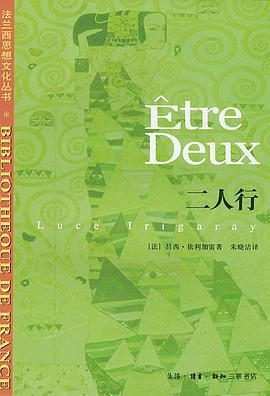 法兰西思想文化丛书 * BIBLIOTHEQUE DE FRANCE
Être
Deux
二人行
Luce Irigaray
[法] 吕西·依利加雷著 朱晓洁译
生活·读书·新知三联书店